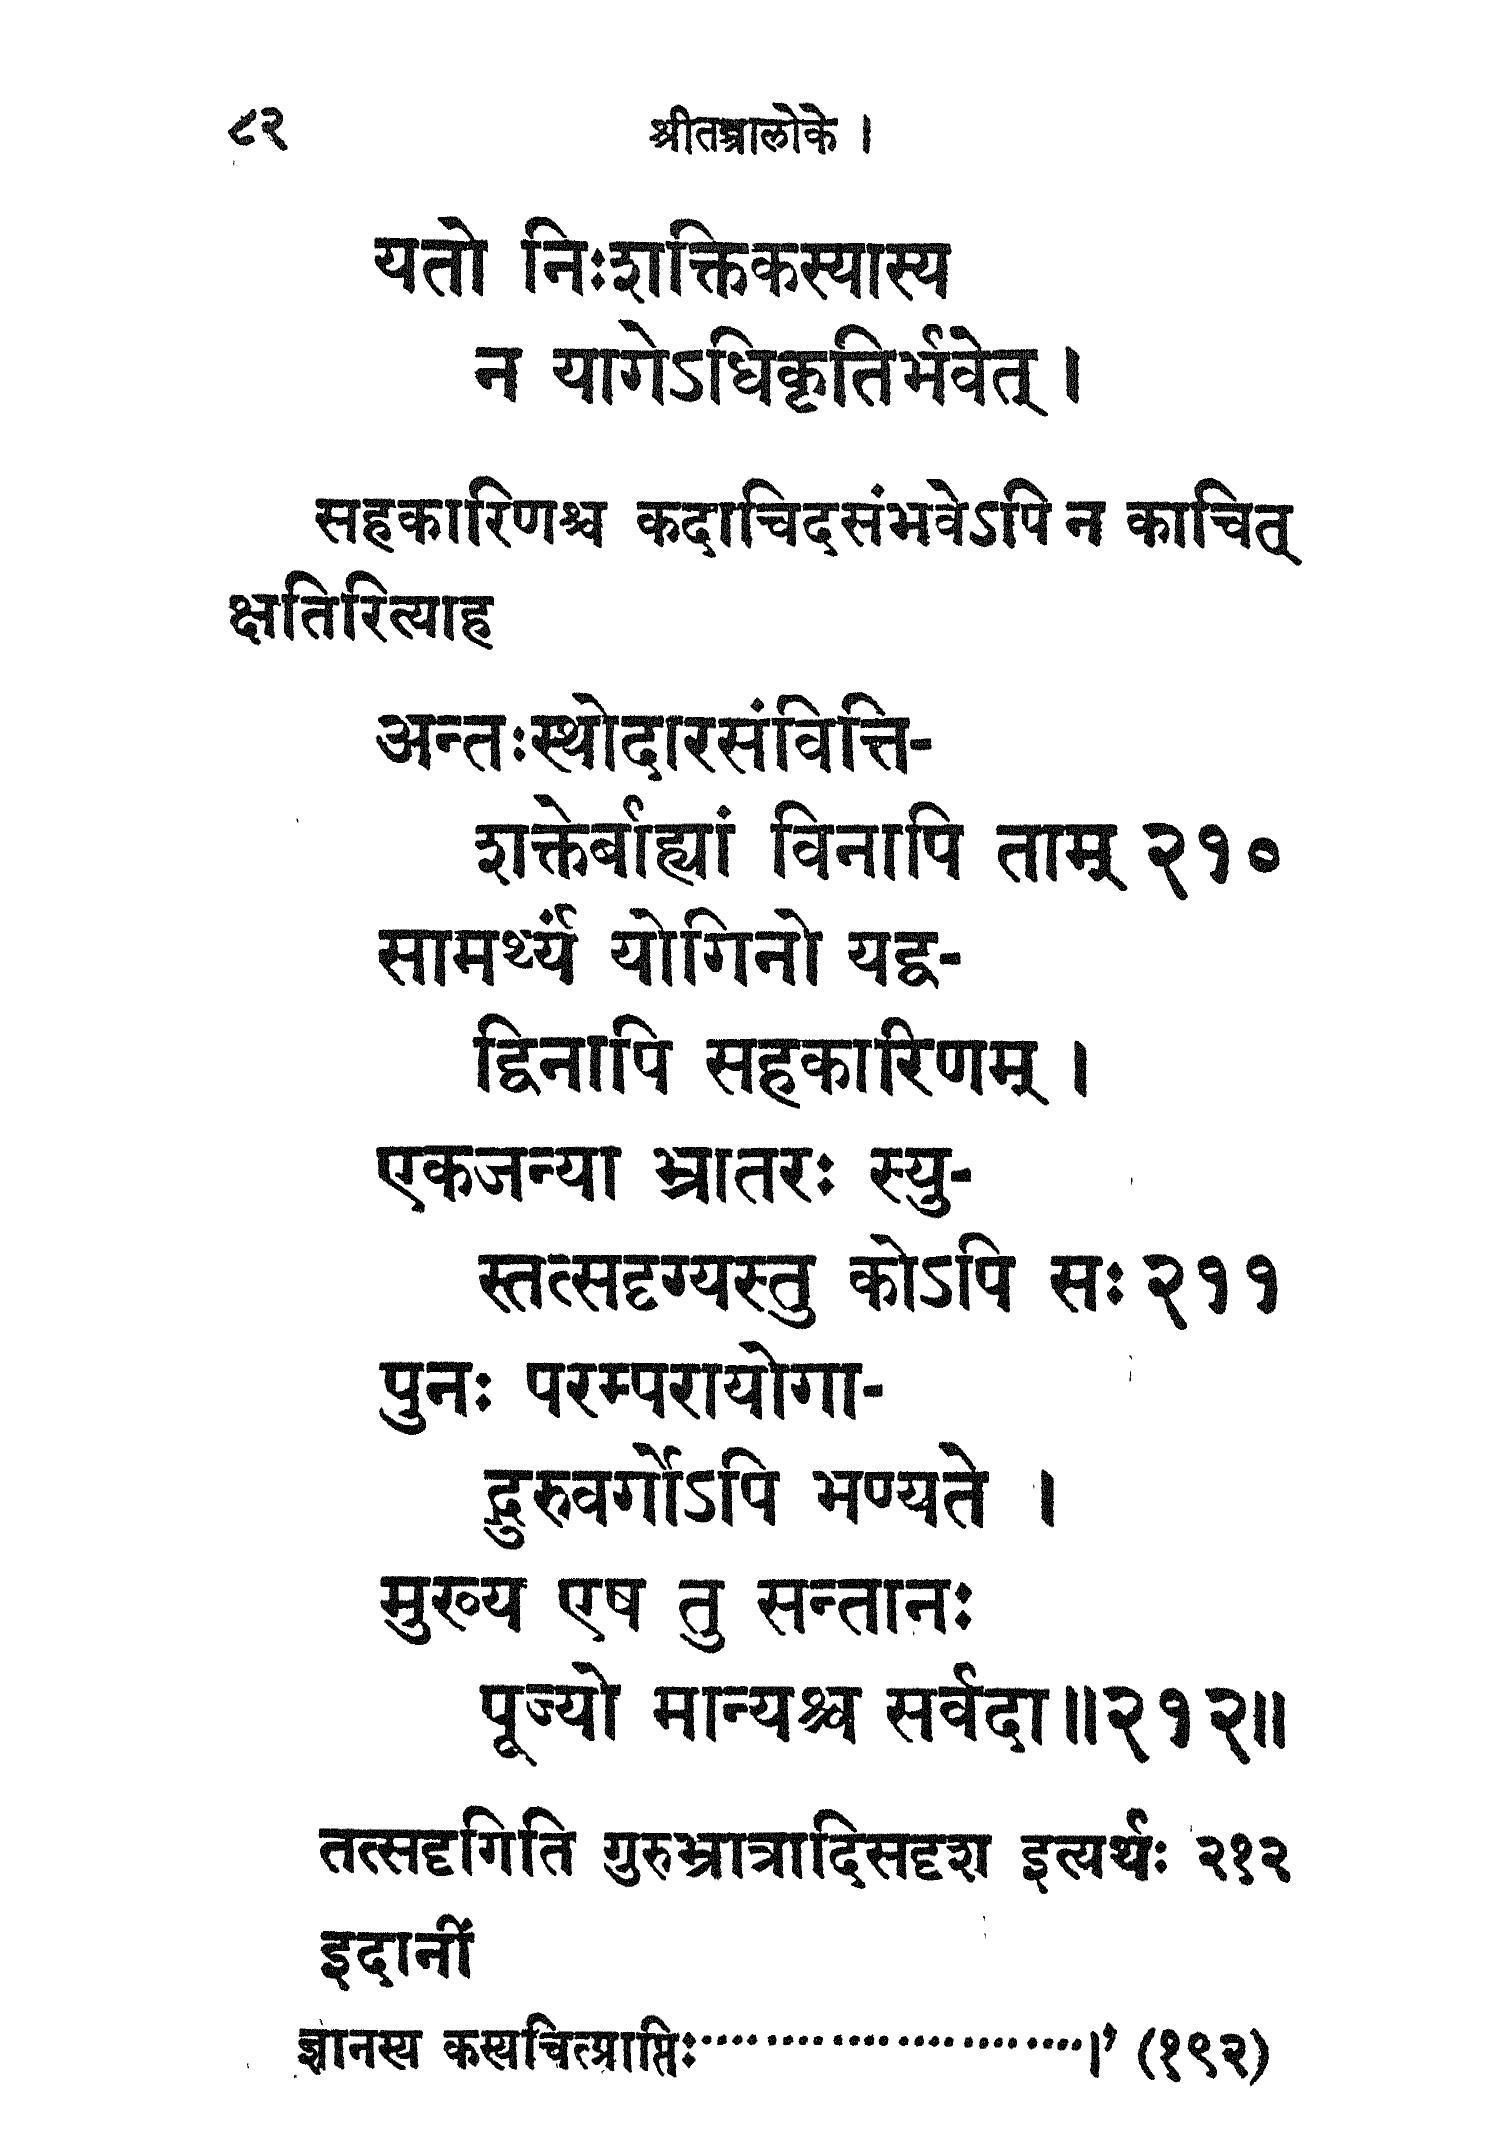 ८२ श्रीतन्त्रालोके ।
यतो निःशक्तिकस्यास्य
न यागेऽधिकृतिर्भवेत् ।
सहकारिणश्च कदाचिदसंभवेऽपि न काचित्
क्षतिरित्याह
अन्तःस्थोदारसंवित्ति-
शक्तेर्बाह्यां विनापि ताम् २१०
सामर्थ्यं योगिनो यद्व-
द्विनापि सहकारिणम् ।
एकजन्या भ्रातरः स्यु-
स्तत्सदृग्यस्तु कोऽपि सः २११
पुनः परम्परायोगा-
द्गुरुवर्गोऽपि भण्यते ।
मुख्य एष तु सन्तानः
पूज्यो मान्यश्च सर्वदा ॥२१२॥
तत्सदृगिति गुरुभ्रात्रादिसदृश इत्यर्थः २१२
इदानीं
ज्ञानस्य कस्यचित्प्राप्तिः····································।’ (१९२)